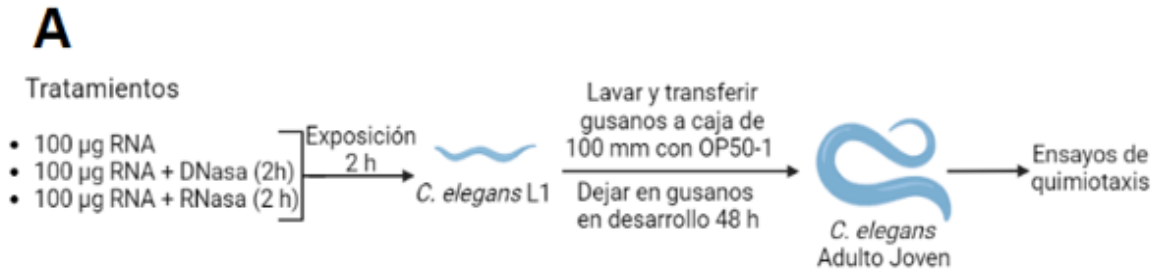 A
Tratamientos
• 100 µg RNA
• 100 µg RNA + DNasa (2h)
• 100 µg RNA + RNasa (2 h)
Exposición
2 h
C. elegans L1
Lavar y transferir
gusanos a caja de
100 mm con OP50-1
Dejar en gusanos
en desarrollo 48 h
C. elegans
Adulto Joven
Ensayos de
quimiotaxis